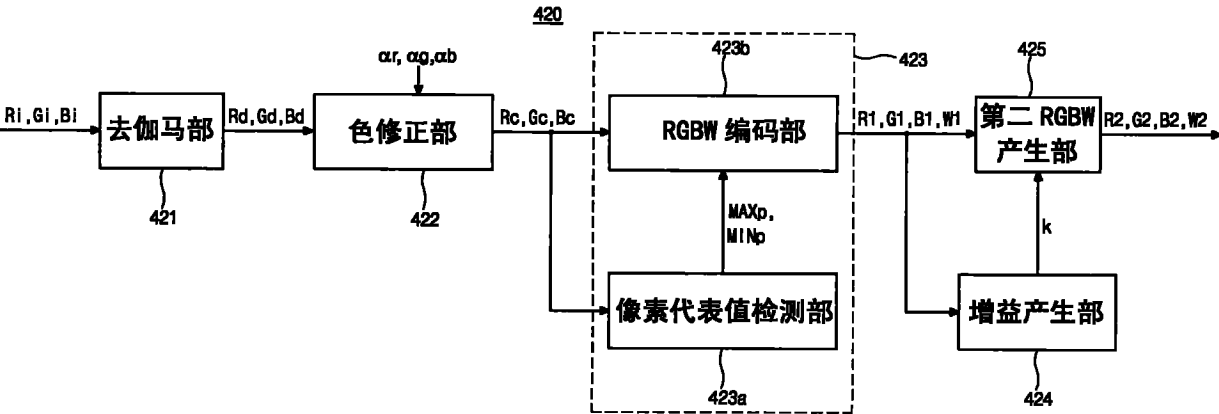 420
423b
423
425
αr, αg,αb
Ri,Gi,Bi
去伽马部
Rd,Gd,Bd
色修正部
Rc,Gc,Bc
RGBW 编码部
R1,G1,B1,W1
第二 RGBW
产生部
R2,G2,B2,W2
421
422
MAXp,
MINp
k
像素代表值检测部
增益产生部
423a
424